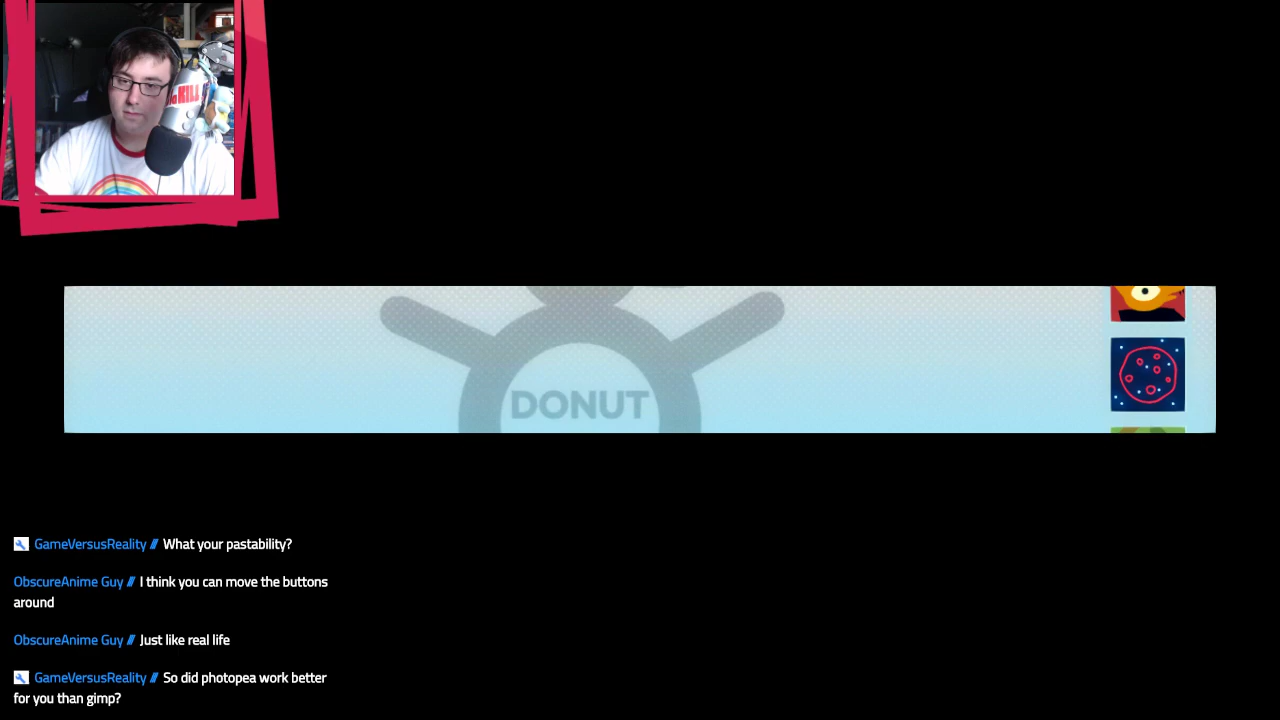 KILL
DONUT
GameVersusReality /// What your pastability?
ObscureAnime Guy /// I think you can move the buttons
around
ObscureAnime Guy /// Just like real life
GameVersusReality /// So did photopea work better
for you than gimp?